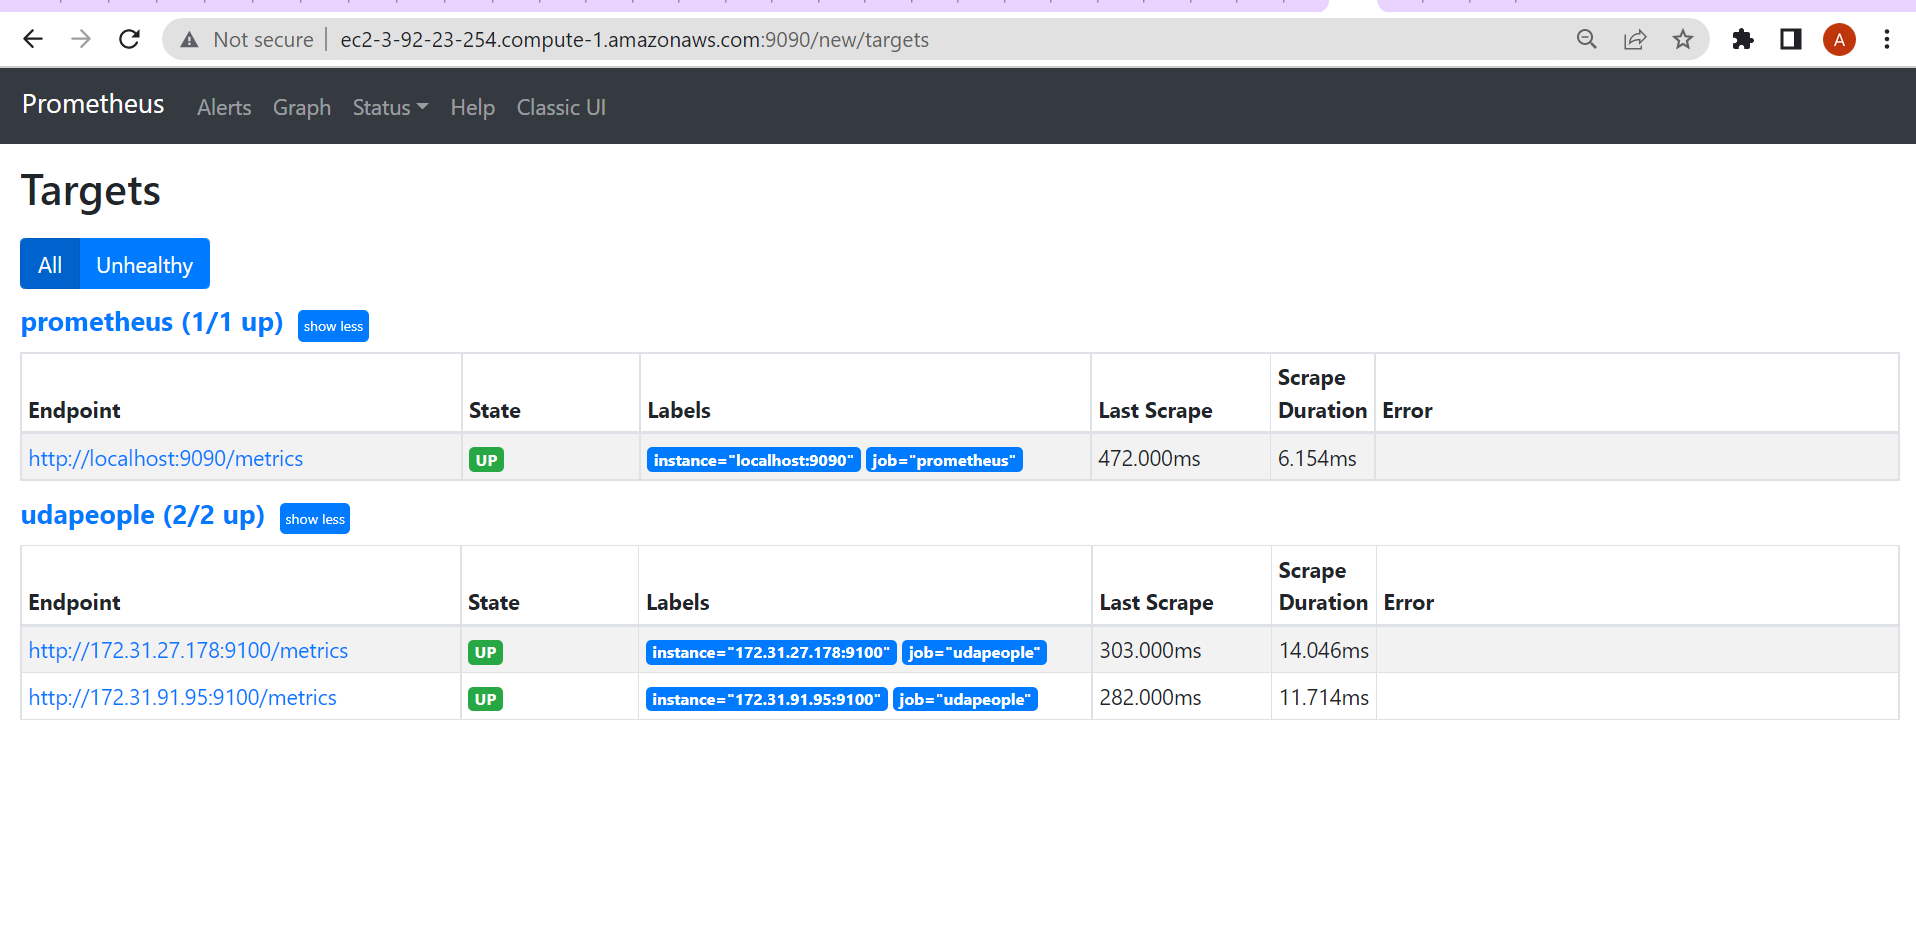 Not secure | ec2-3-92-23-254.compute-1.amazonaws.com:9090/new/targets A
Prometheus Alerts Graph Status Help Classic UI
Targets
All Unhealthy
prometheus (1/1 up) show less
Endpoint State Labels Last Scrape Scrape Duration Error
http://localhost:9090/metrics UP instance="localhost:9090" job="prometheus" 472.000ms 6.154ms
udapeople (2/2 up) show less
Endpoint State Labels Last Scrape Scrape Duration Error
http://172.31.27.178:9100/metrics UP instance="172.31.27.178:9100" job="udapeople" 303.000ms 14.046ms
http://172.31.91.95:9100/metrics UP instance="172.31.91.95:9100" job="udapeople" 282.000ms 11.714ms